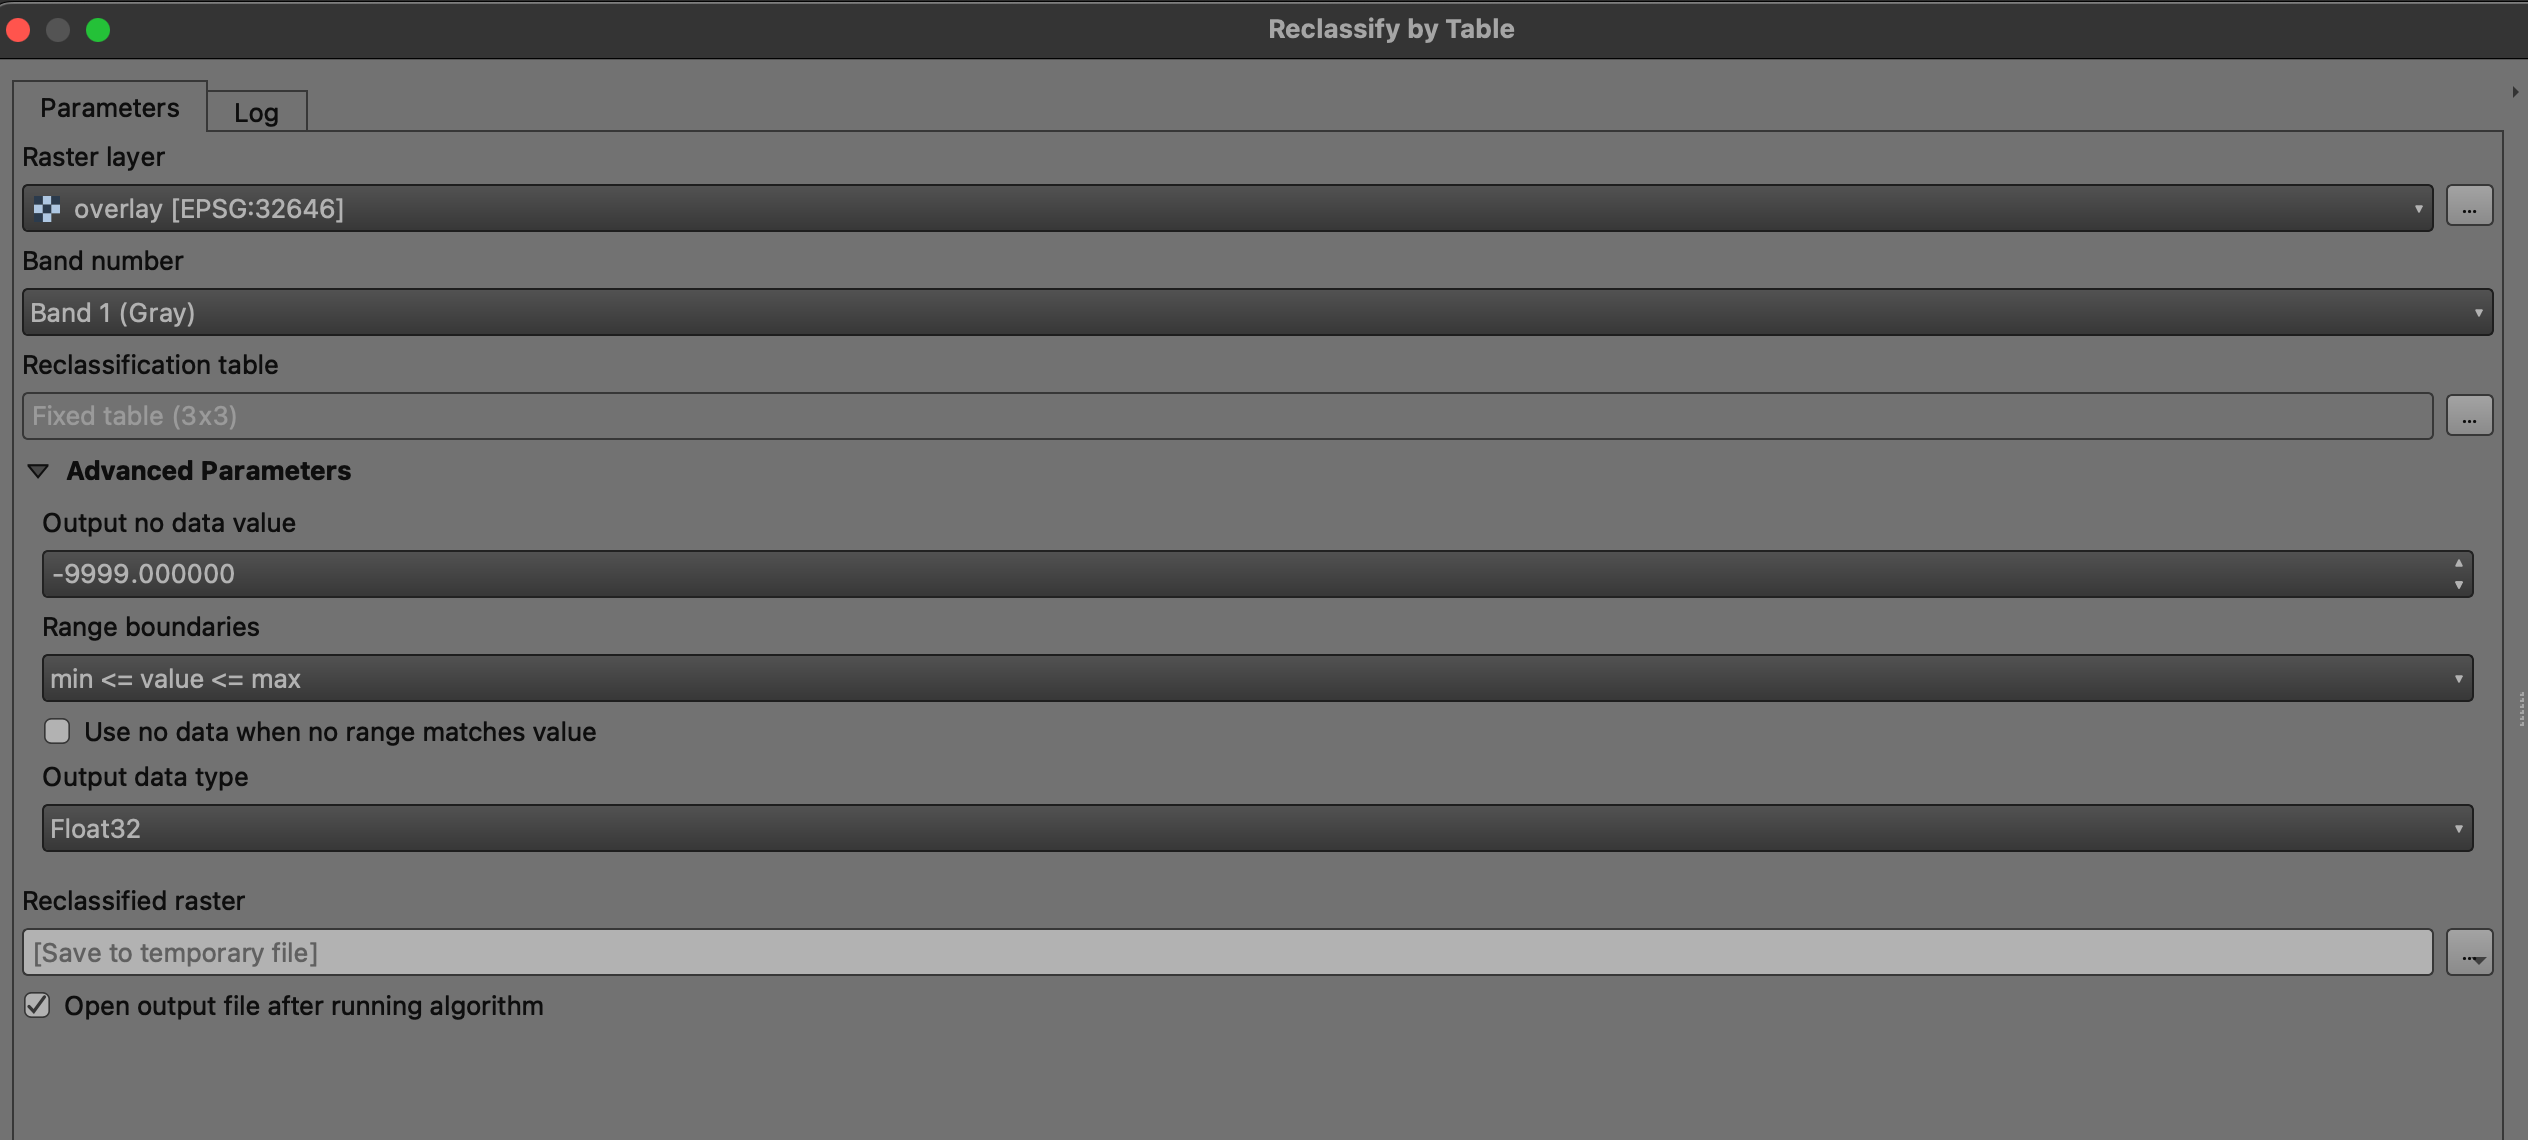 Reclassify by Table
Parameters
Log
Raster layer
overlay [EPSG:32646]
...
Band number
Band 1 (Gray)
Reclassification table
Fixed table (3x3)
...
Advanced Parameters
Output no data value
-9999.000000
Range boundaries
min <= value <= max
Use no data when no range matches value
Output data type
Float32
Reclassified raster
[Save to temporary file]
...
Open output file after running algorithm